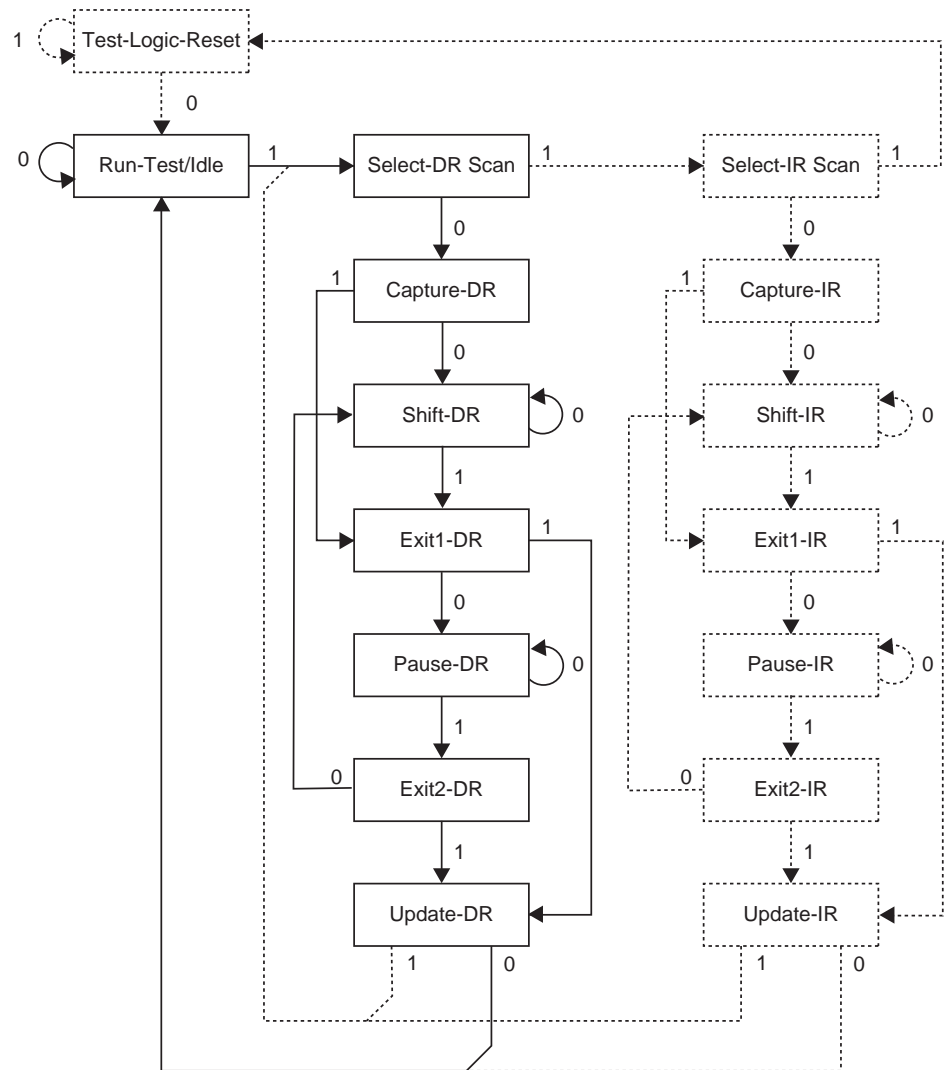 1
Test-Logic-Reset
0
0
Run-Test/Idle
1
Select-DR Scan
1
Select-IR Scan
1
0
0
1
Capture-DR
1
Capture-IR
0
0
Shift-DR
0
Shift-IR
0
1
1
Exit1-DR
1
Exit1-IR
1
0
0
Pause-DR
0
Pause-IR
0
1
1
0
Exit2-DR
0
Exit2-IR
1
1
Update-DR
Update-IR
1
0
1
0